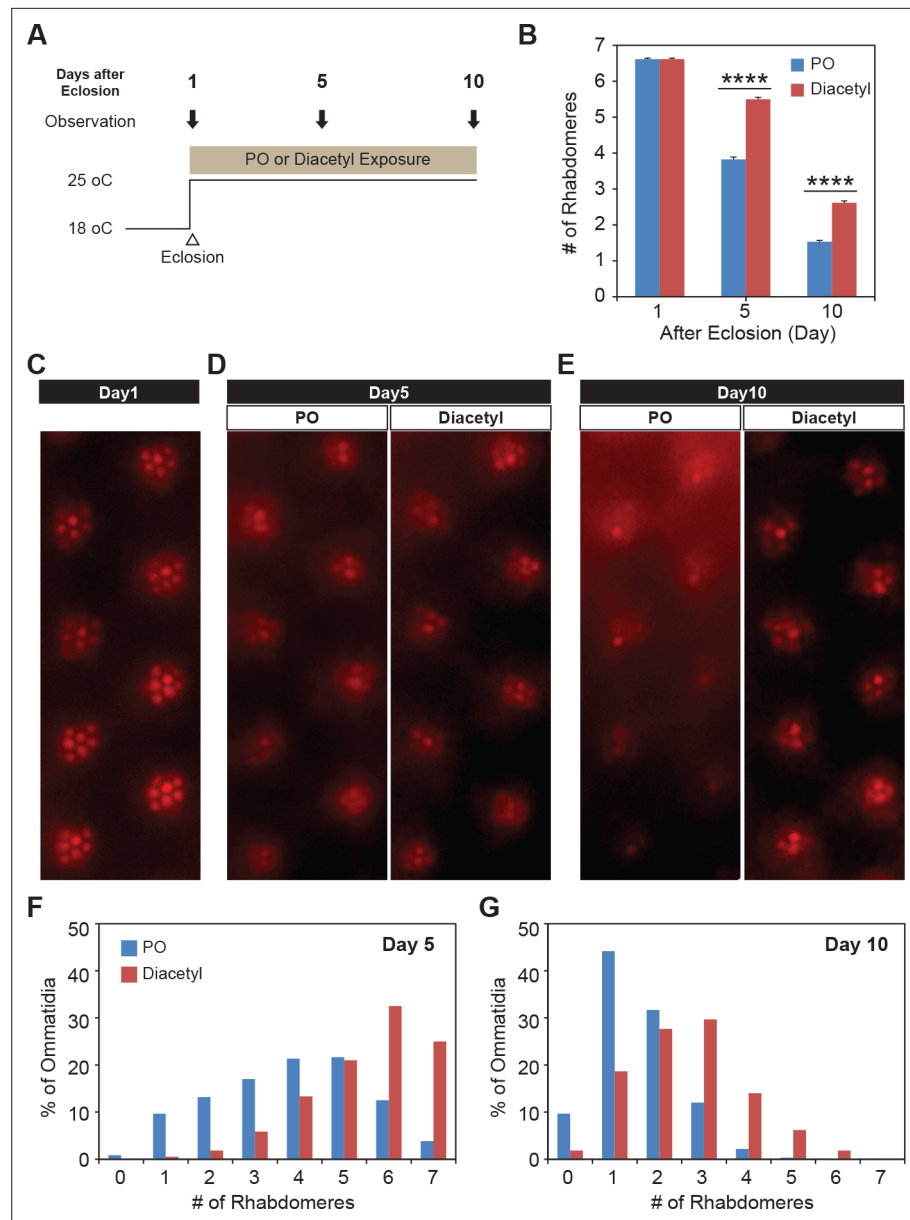 A
Days after
Eclosion
1 5 10
Observation
PO or Diacetyl Exposure
25 oC
18 oC
Eclosion
B
# of Rhabdomeres
7
6
5
4
3
2
1
0
PO
Diacetyl
****
****
1 5 10
After Eclosion (Day)
C
Day1
D
Day5
PO Diacetyl
E
Day10
PO Diacetyl
F
% of Ommatidia
50
40
30
20
10
0
PO
Diacetyl
Day 5
0 1 2 3 4 5 6 7
# of Rhabdomeres
G
% of Ommatidia
50
40
30
20
10
0
Day 10
0 1 2 3 4 5 6 7
# of Rhabdomeres